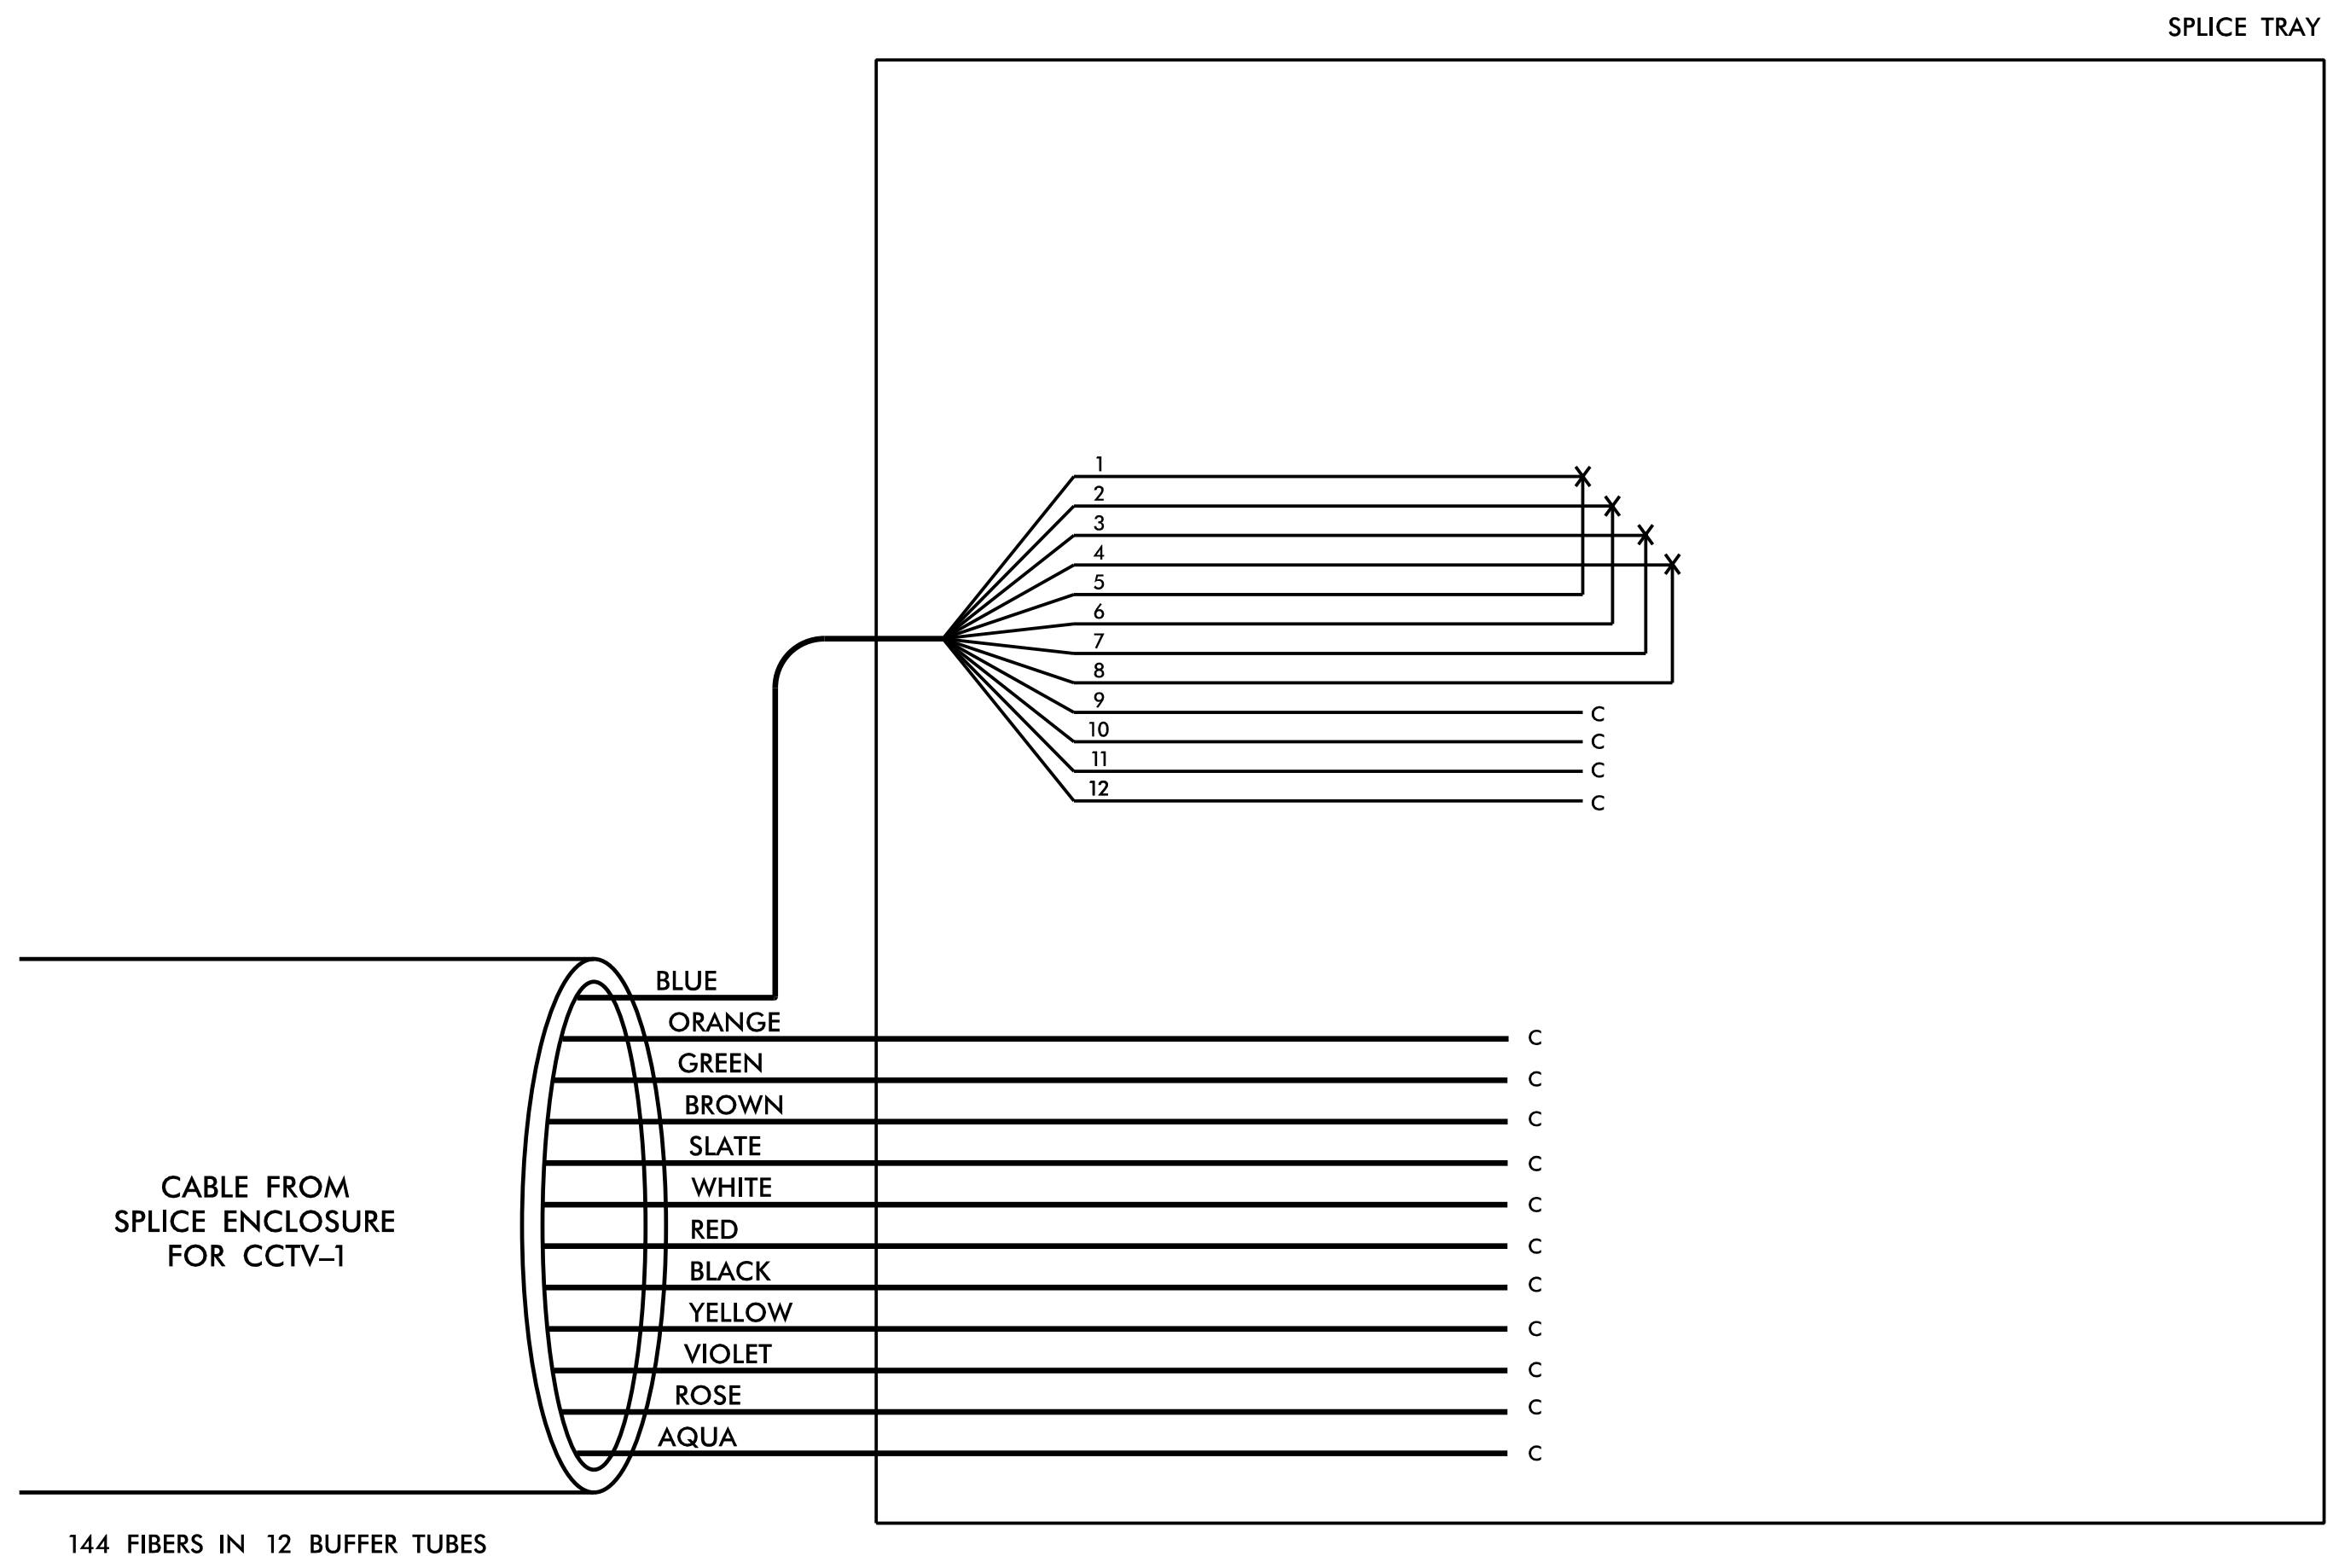 SPLICE TRAY
1
2
3
4
5
6
7
8
9
C
10
C
11
C
12
C
BLUE
ORANGE
C
GREEN
C
BROWN
C
SLATE
C
WHITE
C
RED
C
BLACK
C
YELLOW
C
VIOLET
C
ROSE
C
AQUA
C
CABLE FROM
SPLICE ENCLOSURE
FOR CCTV–1
144 FIBERS IN 12 BUFFER TUBES